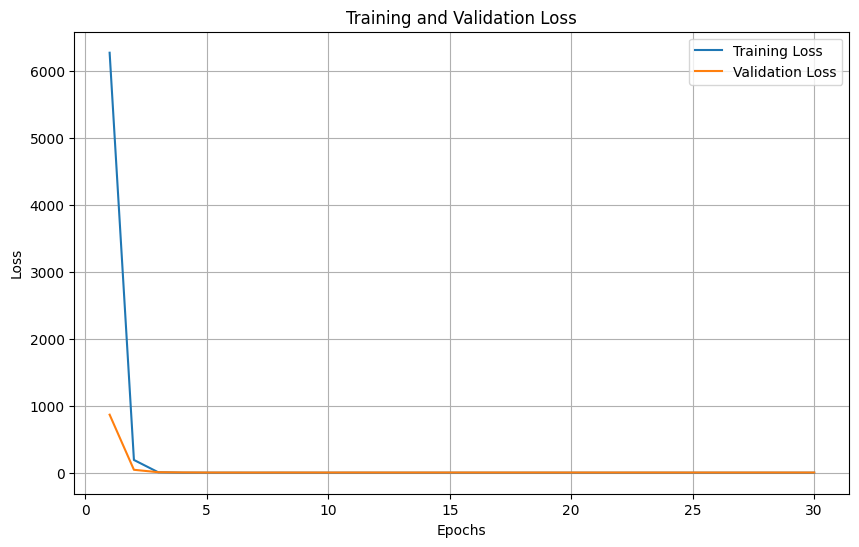 Training and Validation Loss
Training Loss
Validation Loss
6000
5000
4000
3000
2000
1000
0
Loss
0 5 10 15 20 25 30
Epochs